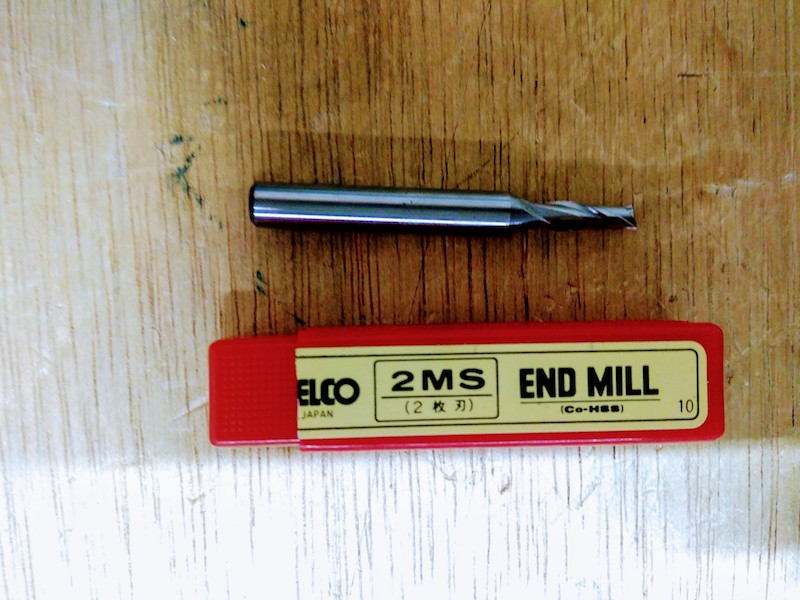 ELCO
JAPAN
2MS
(2枚刃)
END MILL
(Co-HSS)
10